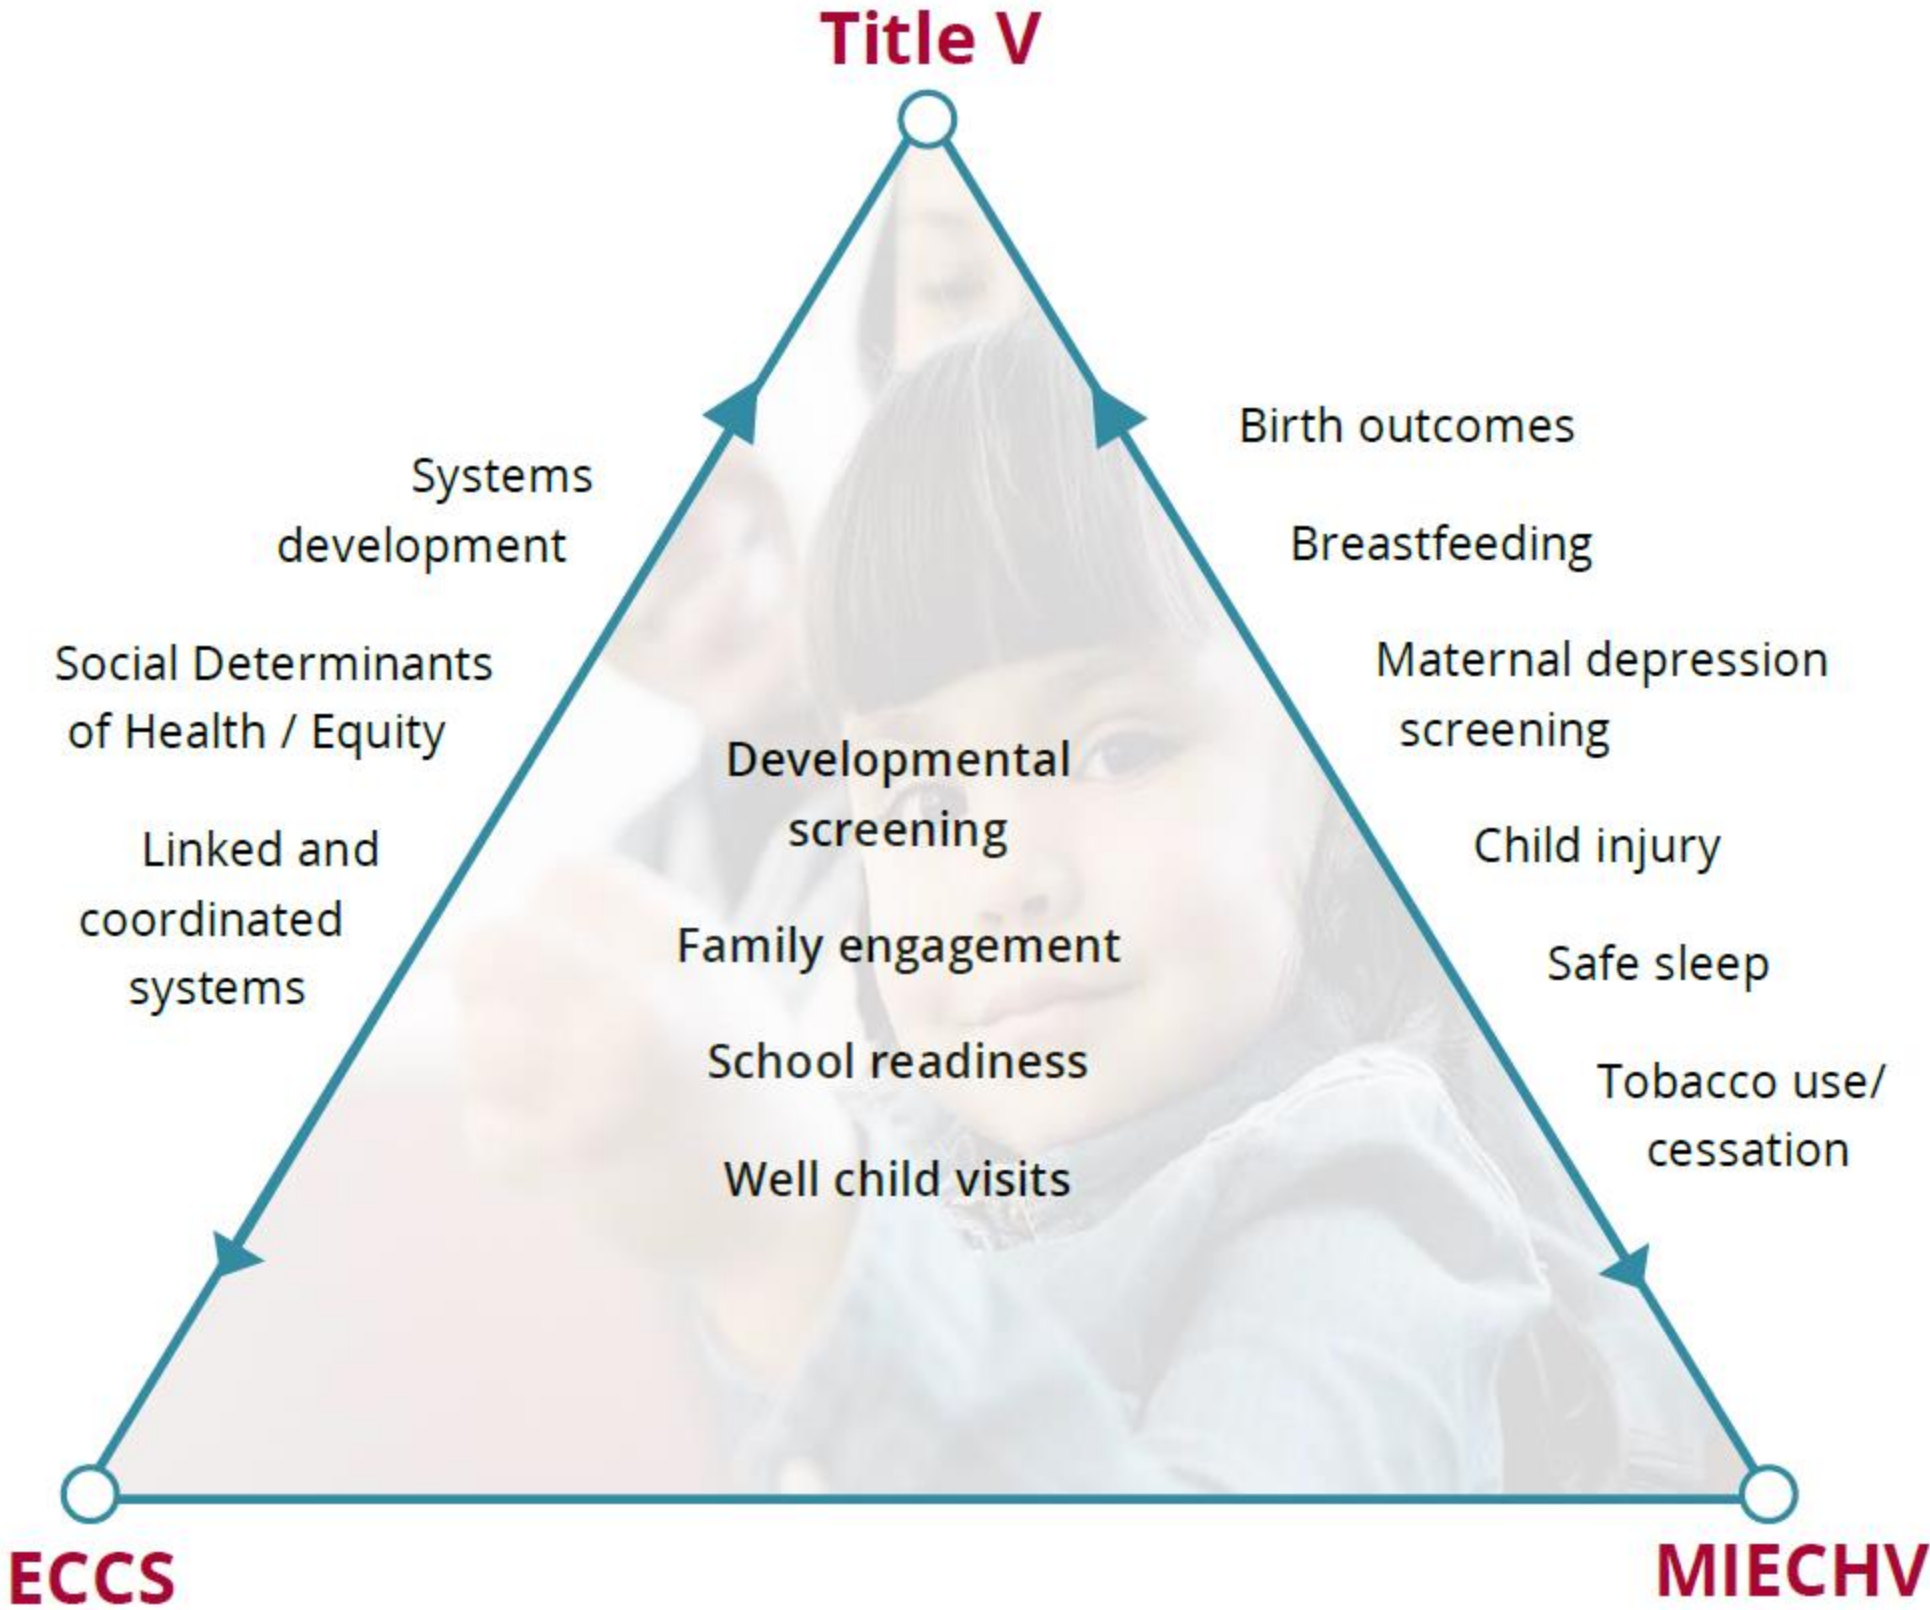 Title V
Systems
development
Social Determinants
of Health / Equity
Linked and
coordinated
systems
Developmental
screening
Family engagement
School readiness
Well child visits
Birth outcomes
Breastfeeding
Maternal depression
screening
Child injury
Safe sleep
Tobacco use/
cessation
ECCS
MIECHV